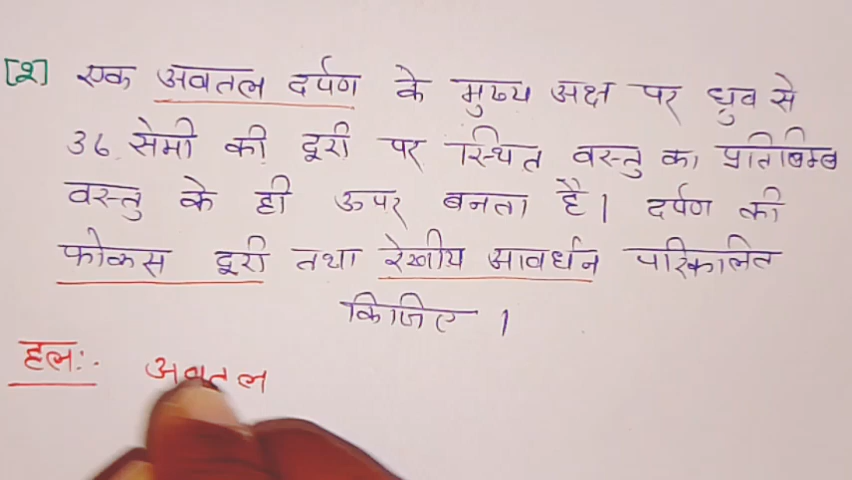 [2] एक अवतल दर्पण के मुख्य अक्ष पर ध्रुव से
36 सेमी की दूरी पर स्थित वस्तु का प्रतिबिम्ब
वस्तु के ही ऊपर बनता है। दर्पण की
फोकस दूरी तथा रेखीय आवर्धन परिकलित
किजिए ।
हल:- अवतल